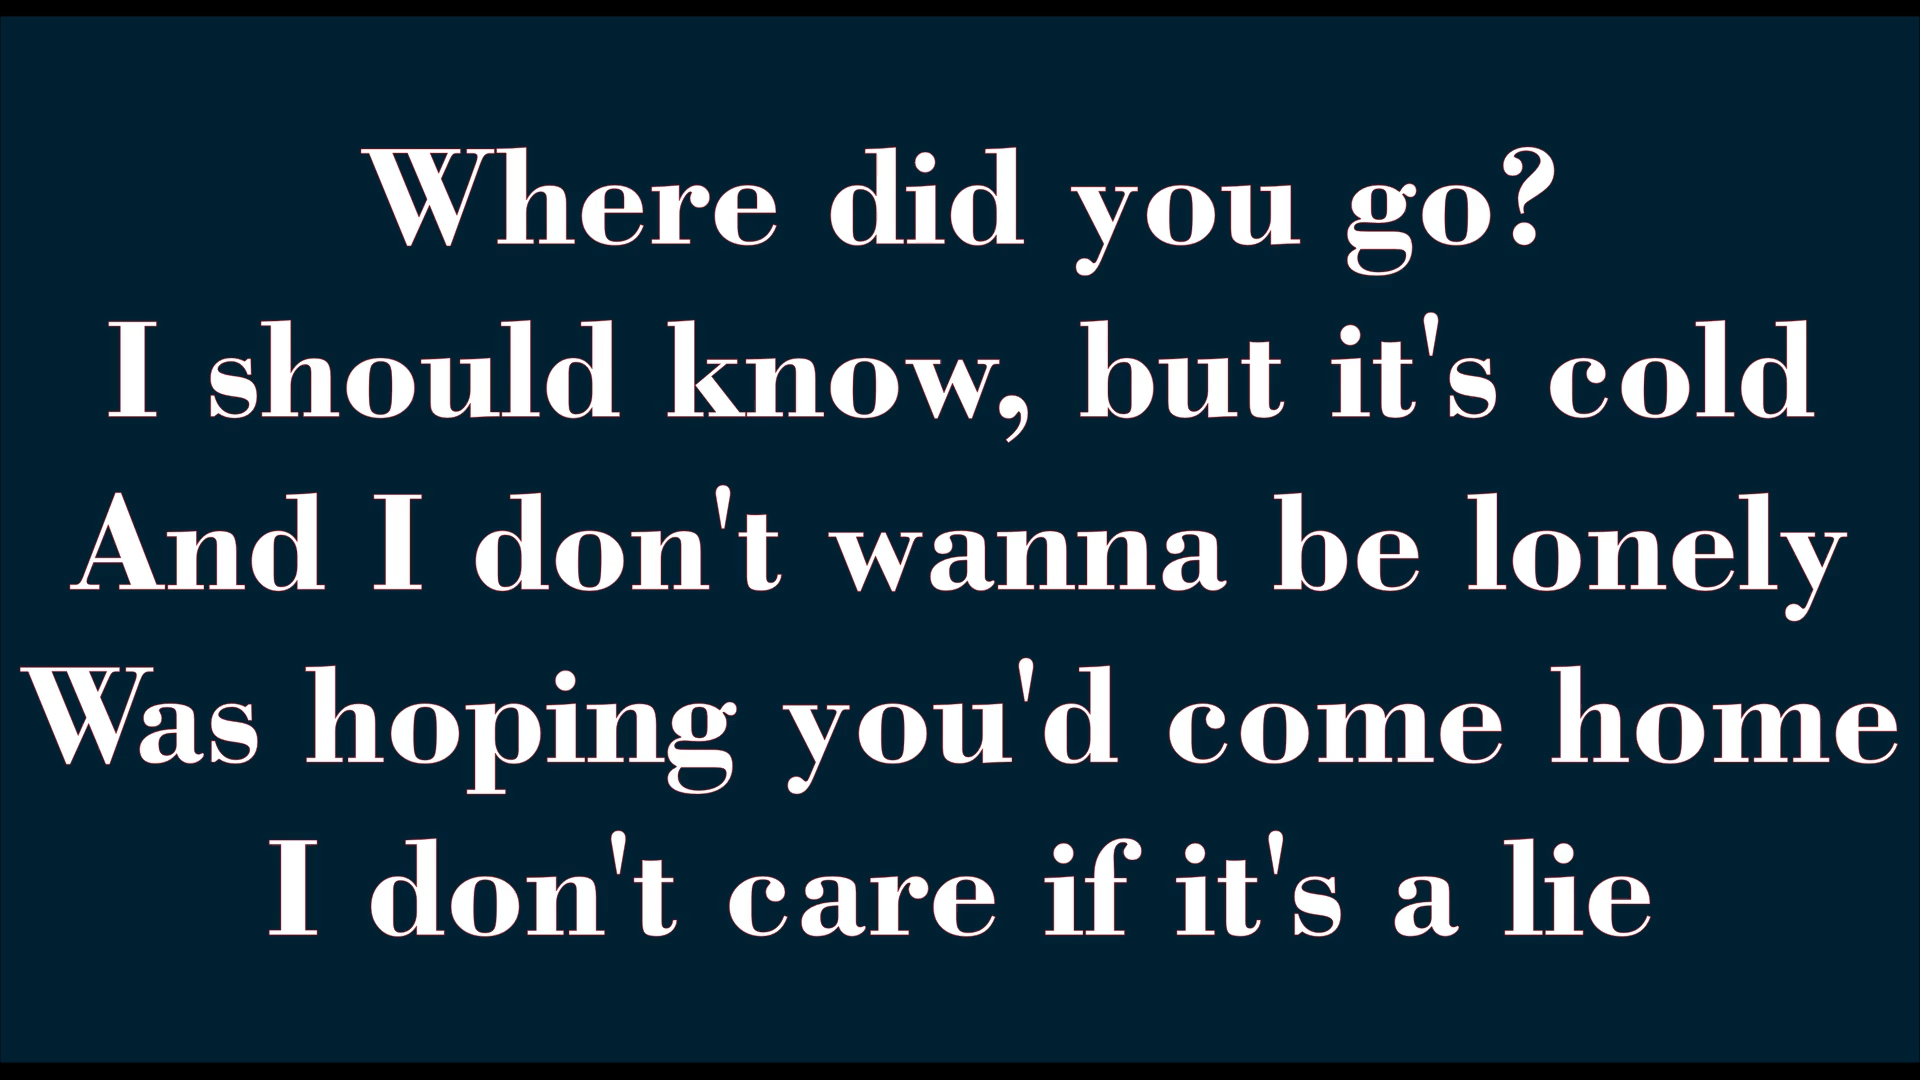 Where did you go?
I should know, but it's cold
And I don't wanna be lonely
Was hoping you'd come home
I don't care if it's a lie